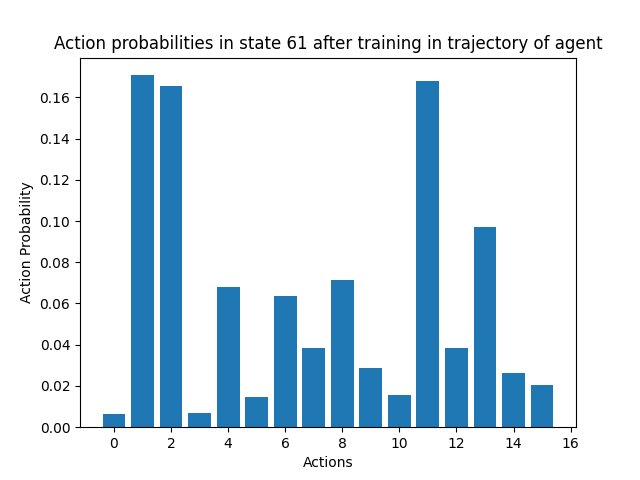 Action probabilities in state 61 after training in trajectory of agent
0.16
0.14
0.12
0.10
0.08
0.06
0.04
0.02
0.00
Action Probability
0 2 4 6 8 10 12 14 16
Actions